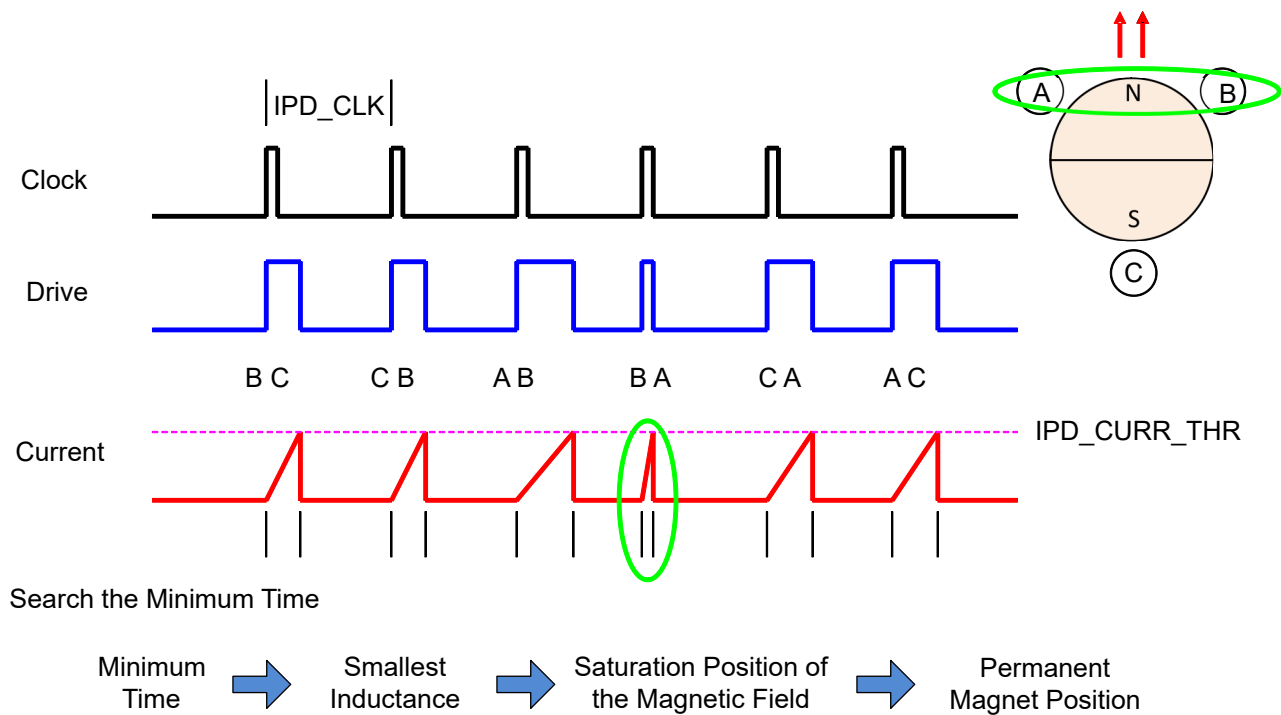 IPD_CLK
A
N
B
Clock
S
C
Drive
B C
C B
A B
B A
C A
A C
IPD_CURR_THR
Current
Search the Minimum Time
Minimum
Time
Smallest
Inductance
Saturation Position of
the Magnetic Field
Permanent
Magnet Position